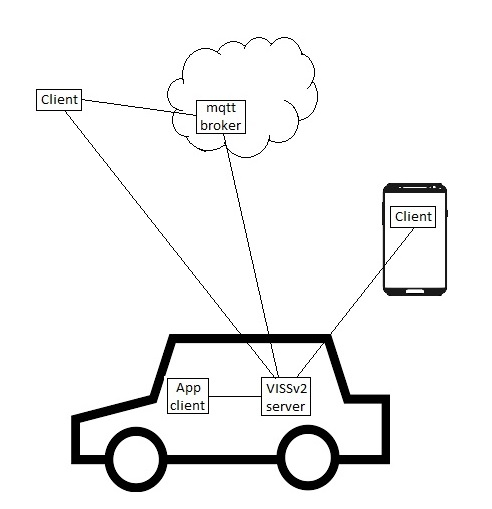 Client
mqtt
broker
Client
App
client
VISSv2
server